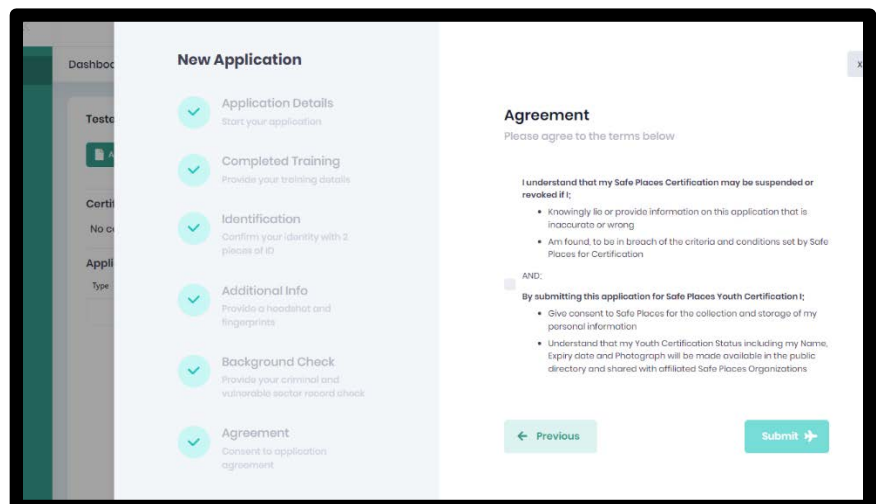 New Application
Dashboo
Testc
A
Certif
No ce
Appli
Type
Application Details
Start your application
Completed Training
Provide your training details
Identification
Confirm your identity with 2
pieces of ID
Additional Info
Provide a headshot and
fingerprints
Background Check
Provide your criminal and
vulnerable sector record check
Agreement
Consent to application
agreement
x
Agreement
Please agree to the terms below
I understand that my Safe Places Certification may be suspended or
revoked if I;
• Knowingly lie or provide information on this application that is
inaccurate or wrong
• Am found, to be in breach of the criteria and conditions set by Safe
Places for Certification
AND;
By submitting this application for Safe Places Youth Certification I;
• Give consent to Safe Places for the collection and storage of my
personal information
• Understand that my Youth Certification Status including my Name,
Expiry date and Photograph will be made available in the public
directory and shared with affiliated Safe Places Organizations
← Previous
Submit